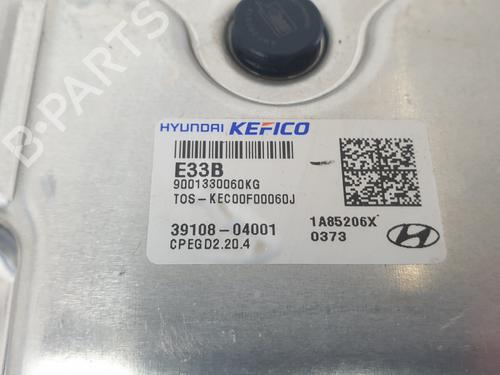 B-PARTS
HYUNDAI KEFICO
E33B
9001330060KG
TOS-KEC00F00060J
39108-04001
CPEGD2.20.4
1A85206X
0373